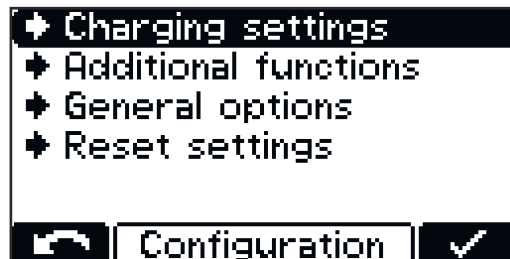 Charging settings
Additional functions
General options
Reset settings
Configuration